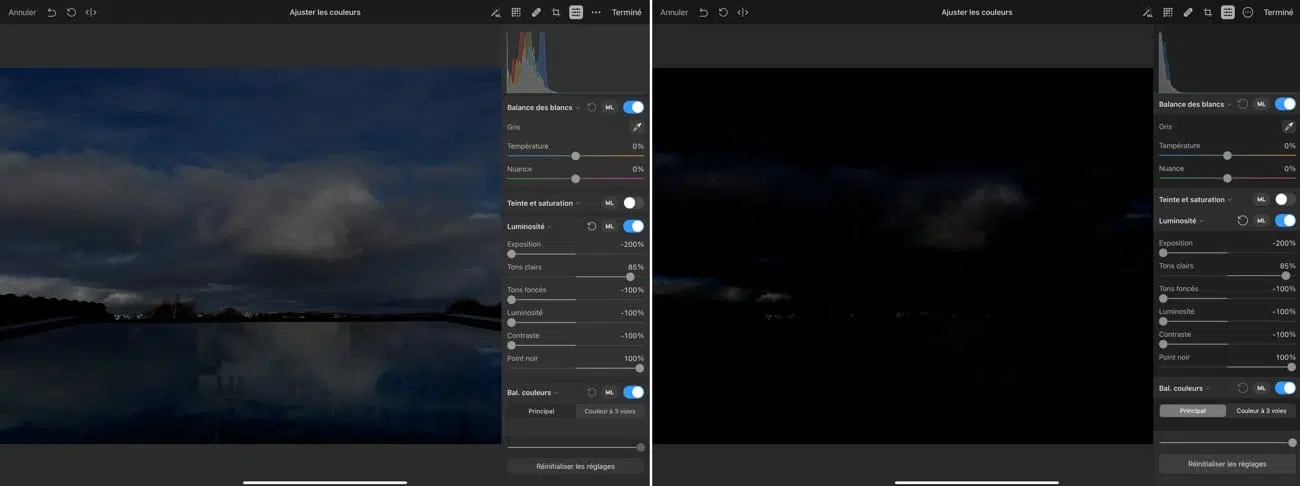 Annuler Ajuster les couleurs Terminé
Balance des blancs ML
Gris
Température 0%
Nuance 0%
Teinte et saturation ML
Luminosité ML
Exposition -200%
Tons clairs 85%
Tons foncés -100%
Luminosité -100%
Contraste -100%
Point noir 100%
Bal. couleurs ML
Principal Couleur à 3 voies
Réinitialiser les réglages
Annuler Ajuster les couleurs Terminé
Balance des blancs ML
Gris
Température 0%
Nuance 0%
Teinte et saturation ML
Luminosité ML
Exposition -200%
Tons clairs 85%
Tons foncés -100%
Luminosité -100%
Contraste -100%
Point noir 100%
Bal. couleurs ML
Principal Couleur à 3 voies
Réinitialiser les réglages